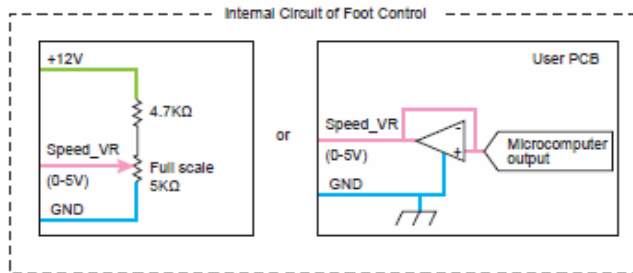 Internal Circuit of Foot Control
+12V
4.7KΩ
Speed_VR
(0-5V)
Full scale
5KΩ
GND
or
User PCB
Speed_VR
(0-5V)
-
+
Microcomputer
output
GND